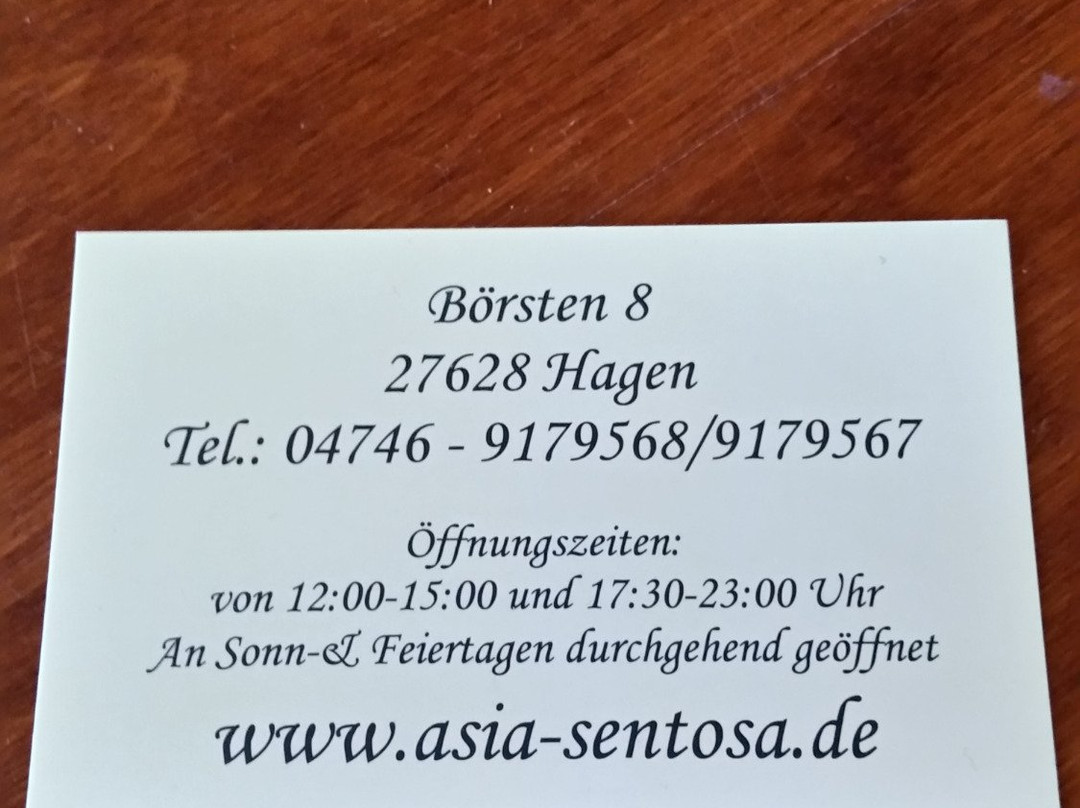 Börsten 8
27628 Hagen
Tel.: 04746 - 9179568/9179567
Öffnungszeiten:
von 12:00-15:00 und 17:30-23:00 Uhr
An Sonn-& Feiertagen durchgehend geöffnet
www.asia-sentosa.de